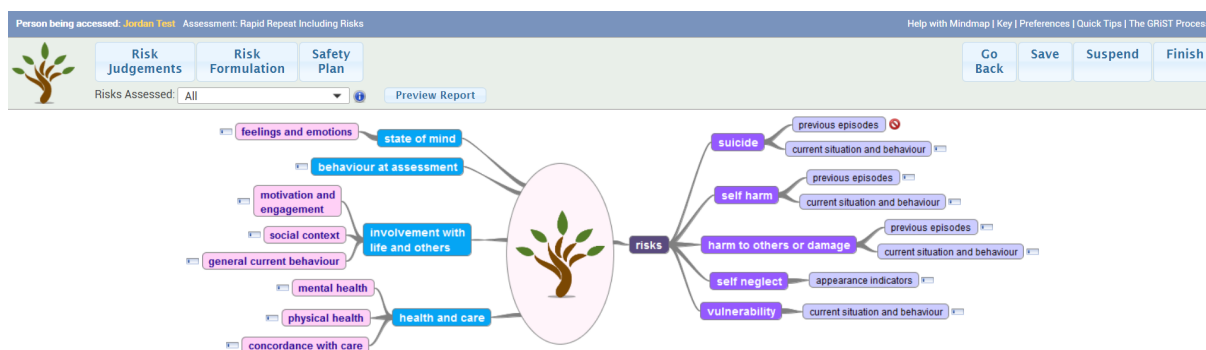 Person being accessed: Jordan Test Assessment: Rapid Repeat Including Risks
Help with Mindmap | Key | Preferences | Quick Tips | The GRiST Proces
Risk
Judgements
Risk
Formulation
Safety
Plan
Go
Back
Save
Suspend
Finish
Risks Assessed: All
Preview Report
feelings and emotions
state of mind
behaviour at assessment
motivation and
engagement
social context
general current behaviour
involvement with
life and others
mental health
physical health
concordance with care
health and care
risks
suicide
previous episodes
current situation and behaviour
self harm
previous episodes
current situation and behaviour
harm to others or damage
previous episodes
current situation and behaviour
self neglect
appearance indicators
vulnerability
current situation and behaviour